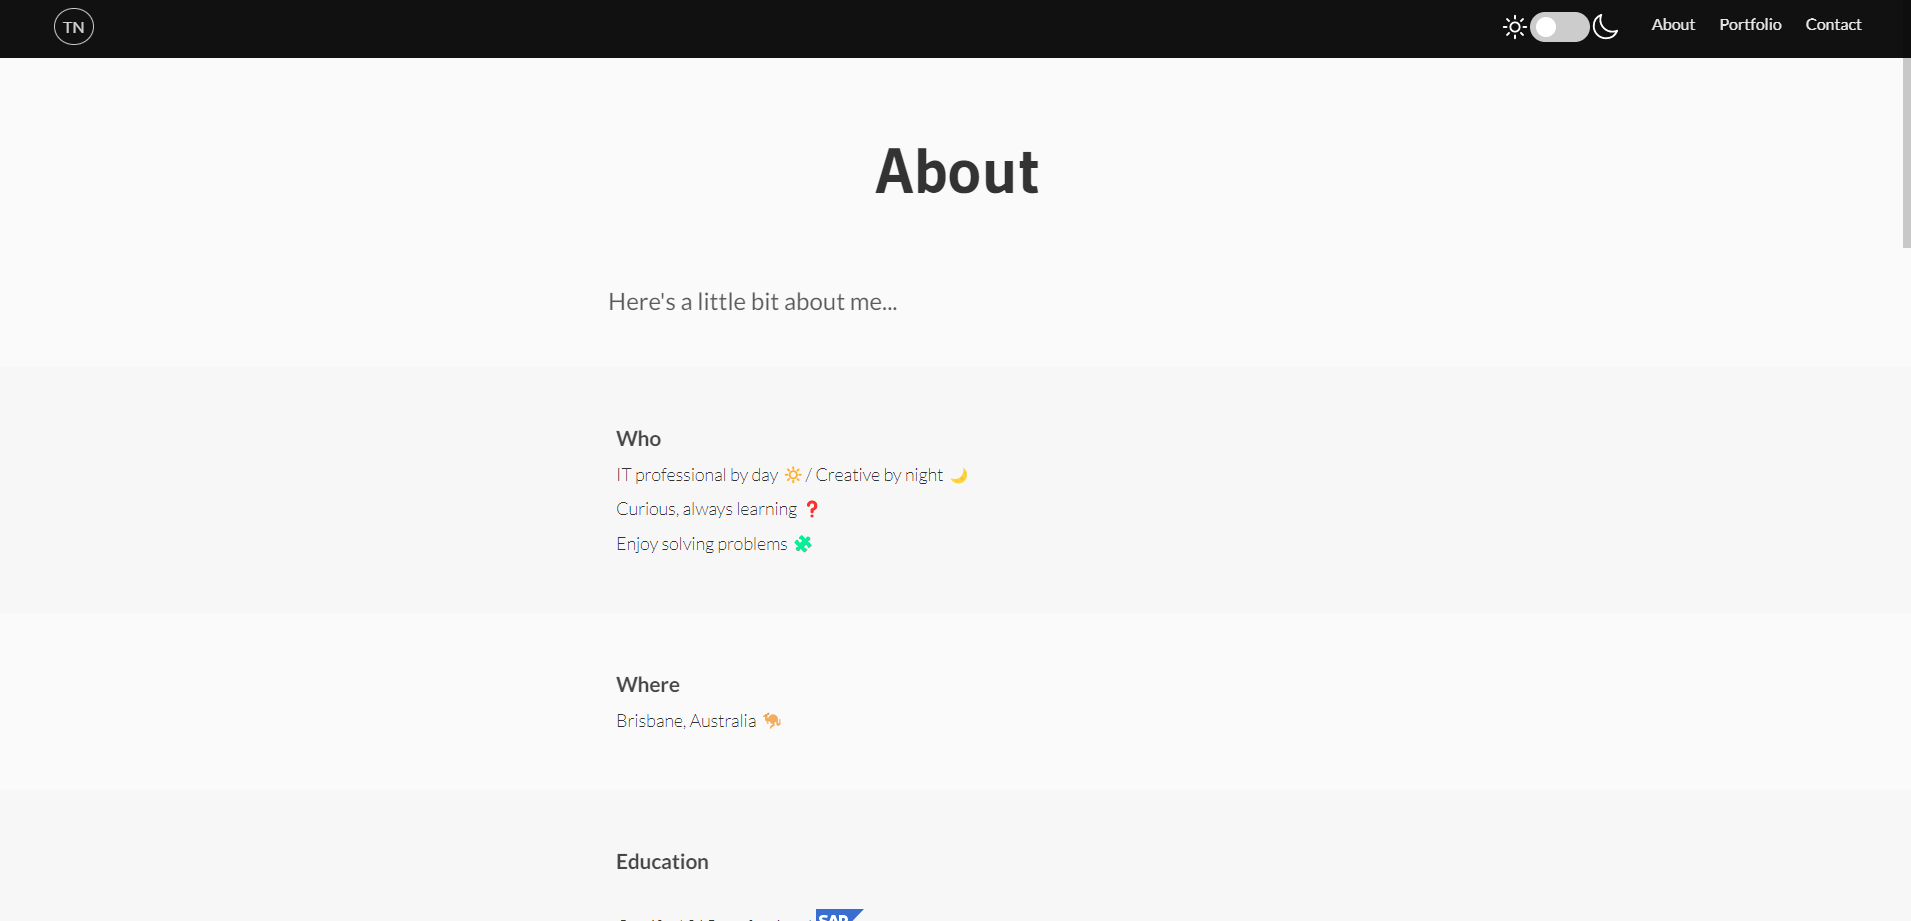 TN
About Portfolio Contact
About
Here's a little bit about me...
Who
IT professional by day ☀️ / Creative by night 🌙
Curious, always learning ❓
Enjoy solving problems 🧩
Where
Brisbane, Australia 🦘
Education
SAP